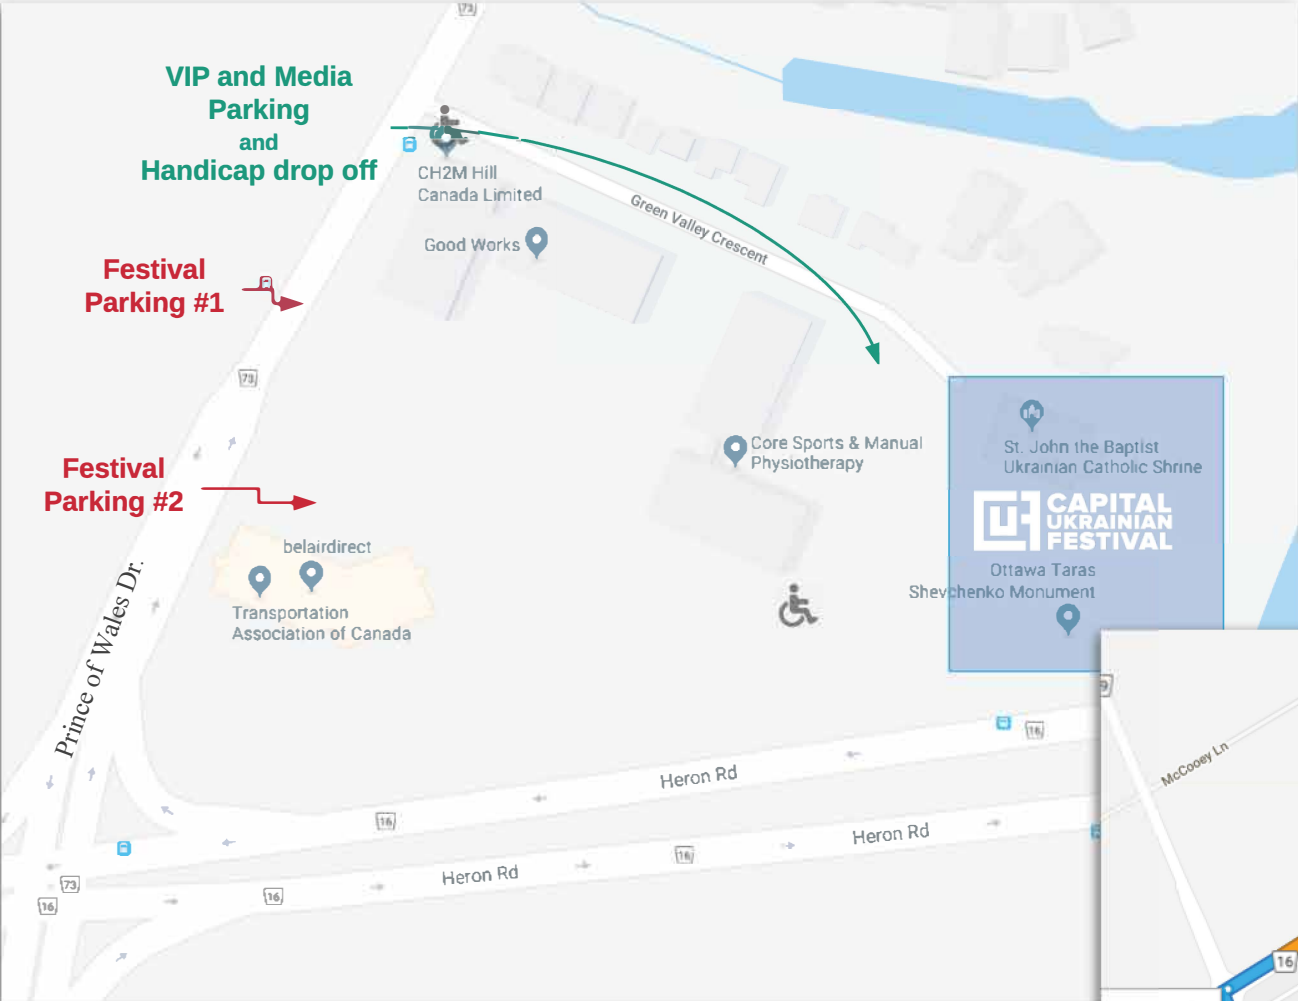 73
VIP and Media
Parking
and
Handicap drop off
CH2M Hill
Canada Limited
Good Works
Green Valley Crescent
Festival
Parking #1
73
Core Sports & Manual
Physiotherapy
St. John the Baptist
Ukrainian Catholic Shrine
CUF
CAPITAL
UKRAINIAN
FESTIVAL
Festival
Parking #2
belairdirect
Transportation
Association of Canada
Ottawa Taras
Shevchenko Monument
Prince of Wales Dr.
9
16
McCooey Ln
Heron Rd
16
Heron Rd
16
Heron Rd
73
16
16
16